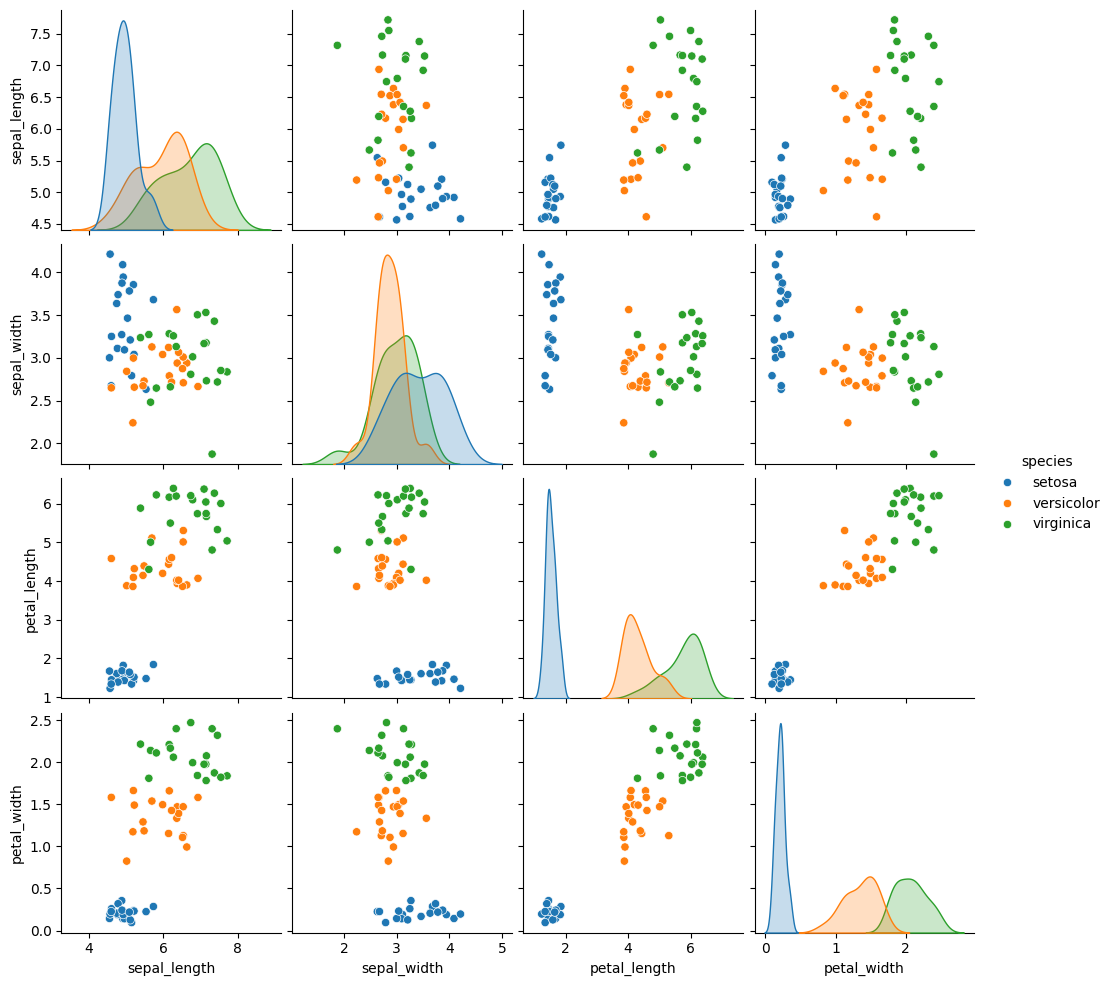 sepal_length
7.5
7.0
6.5
6.0
5.5
5.0
4.5
sepal_width
4.0
3.5
3.0
2.5
2.0
species
setosa
versicolor
virginica
petal_length
6
5
4
3
2
1
petal_width
2.5
2.0
1.5
1.0
0.5
0.0
4 6 8
2 3 4 5
2 4 6
0 1 2
sepal_length
sepal_width
petal_length
petal_width